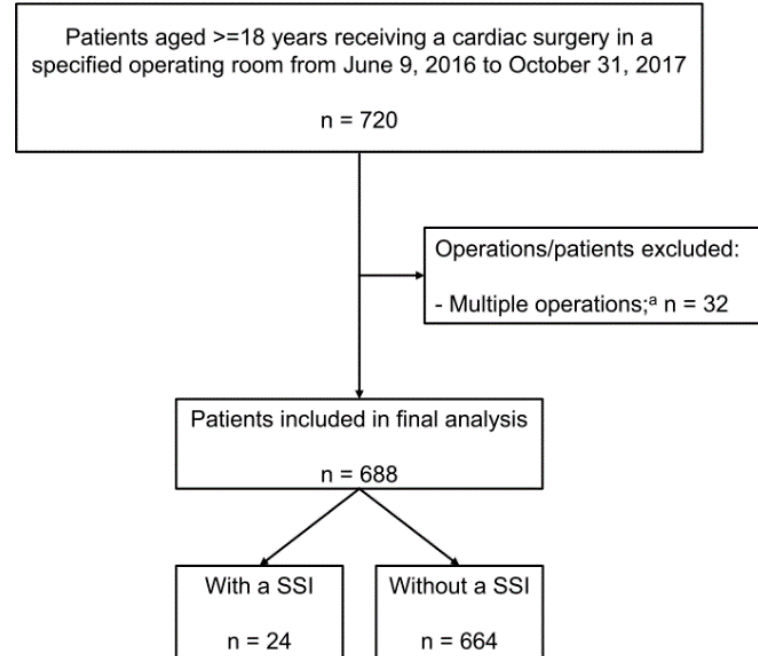 Patients aged >=18 years receiving a cardiac surgery in a
specified operating room from June 9, 2016 to October 31, 2017
n = 720
Operations/patients excluded:
- Multiple operations;ᵃ n = 32
Patients included in final analysis
n = 688
With a SSI
n = 24
Without a SSI
n = 664